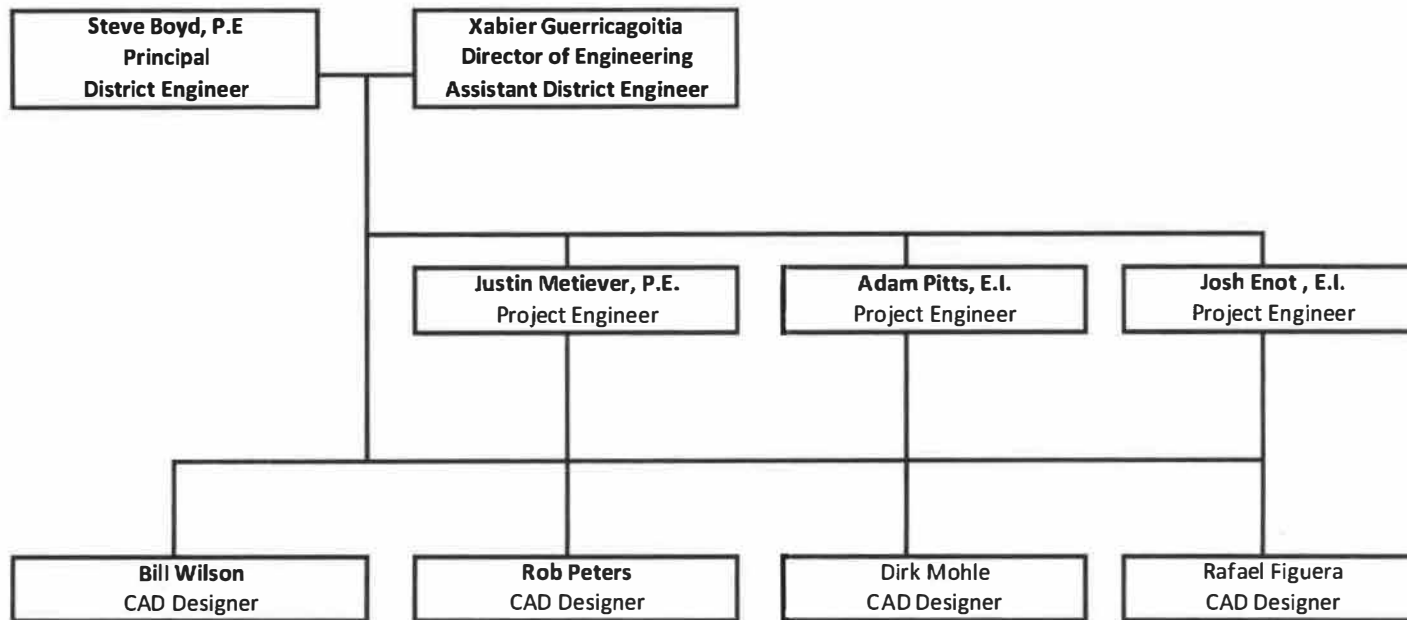 Steve Boyd, P.E
Principal
District Engineer
Xabier Guerricagoitia
Director of Engineering
Assistant District Engineer
Justin Metiever, P.E.
Project Engineer
Adam Pitts, E.I.
Project Engineer
Josh Enot , E.I.
Project Engineer
Bill Wilson
CAD Designer
Rob Peters
CAD Designer
Dirk Mohle
CAD Designer
Rafael Figuera
CAD Designer